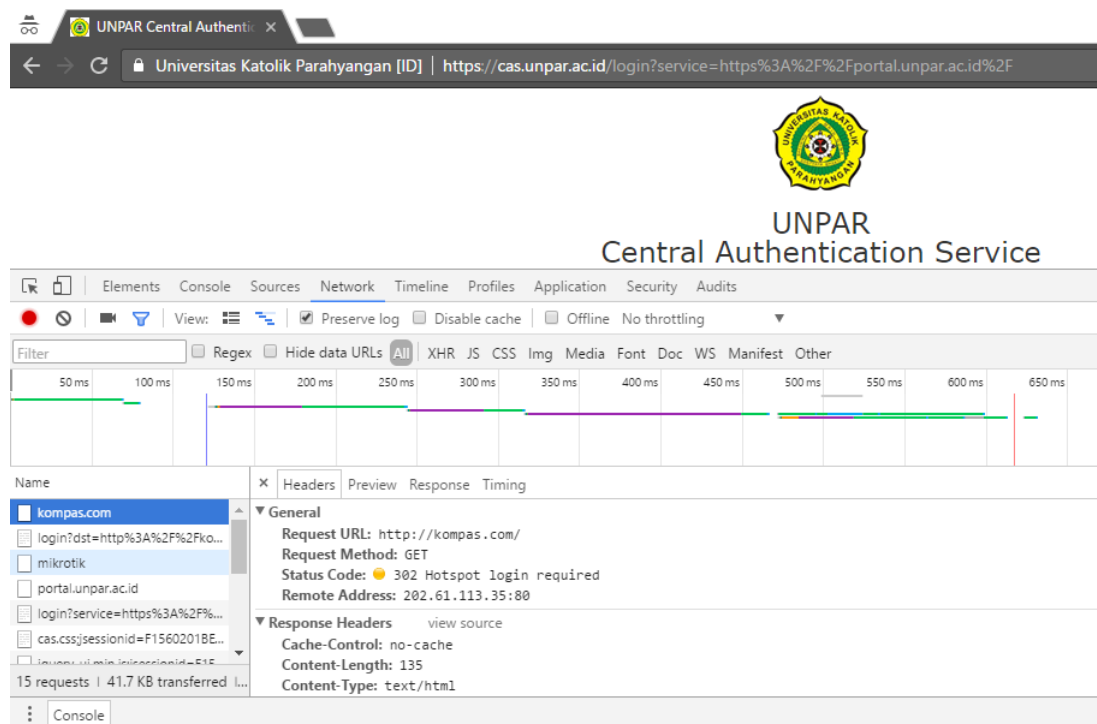 UNPAR Central Authentic
Universitas Katolik Parahyangan [ID] | https://cas.unpar.ac.id/login?service=https%3A%2F%2Fportal.unpar.ac.id%2F
UNIVERSITAS KATOLIK
PARAHYANGAN
UNPAR
Central Authentication Service
Elements Console Sources Network Timeline Profiles Application Security Audits
View: Preserve log Disable cache Offline No throttling
Filter Regex Hide data URLs All XHR JS CSS Img Media Font Doc WS Manifest Other
50 ms 100 ms 150 ms 200 ms 250 ms 300 ms 350 ms 400 ms 450 ms 500 ms 550 ms 600 ms 650 ms
Name × Headers Preview Response Timing
kompas.com
General
login?dst=http%3A%2F%2Fko...
Request URL: http://kompas.com/
Request Method: GET
mikrotik
Status Code: 302 Hotspot login required
portal.unpar.ac.id
Remote Address: 202.61.113.35:80
login?service=https%3A%2F%...
Response Headers view source
cas.css;jsessionid=F1560201BE...
Cache-Control: no-cache
Content-Length: 135
15 requests | 41.7 KB transferred |...
Content-Type: text/html
Console